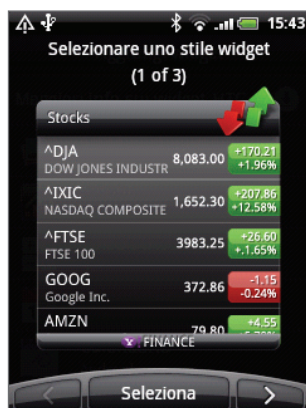 15:43
Selezionare uno stile widget
(1 of 3)
Stocks
^DJA 8,083.00 +170.21
DOW JONES INDUSTR +1.96%
^IXIC 1,652.30 +207.86
NASDAQ COMPOSITE +12.58%
^FTSE 3983.25 +26.60
FTSE 100 +.1.65%
GOOG 372.86 -1.15
Google Inc. -0.24%
AMZN 79.80 +4.55
FINANCE
Seleziona